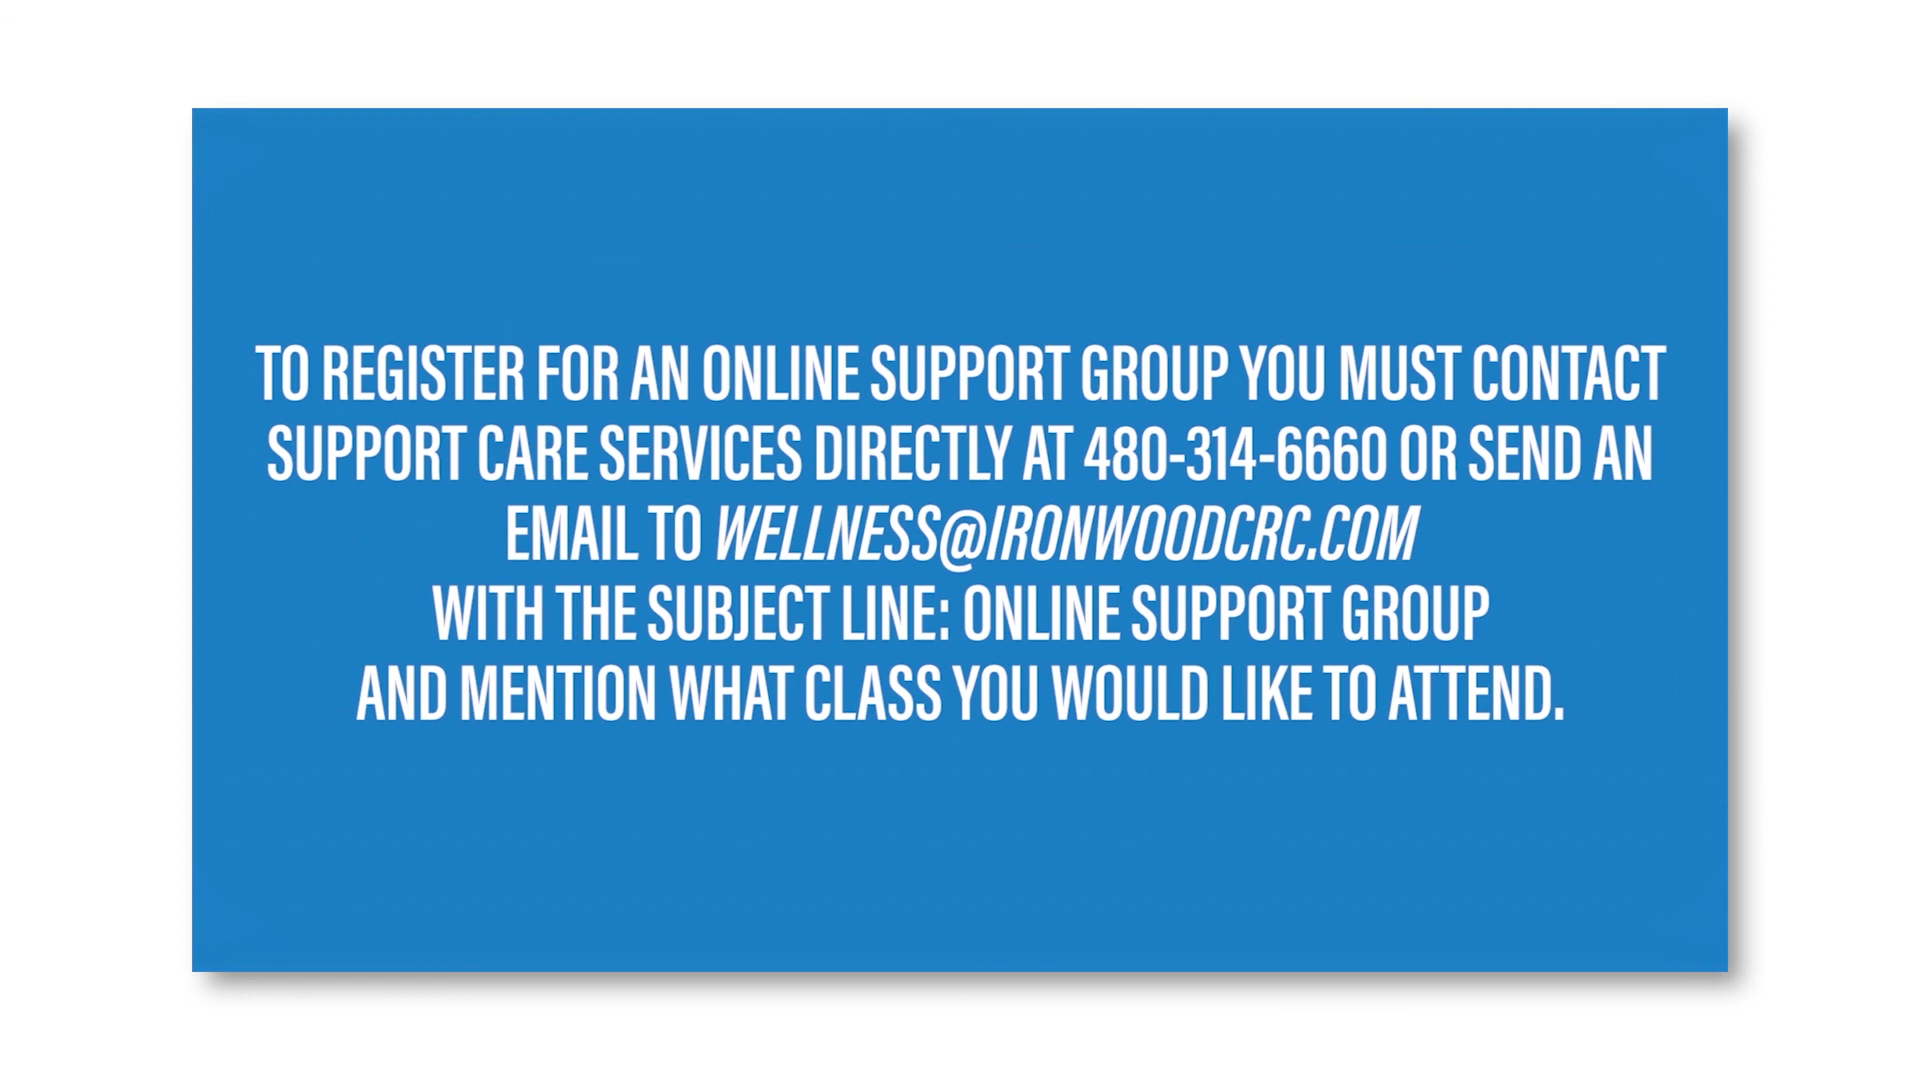 TO REGISTER FOR AN ONLINE SUPPORT GROUP YOU MUST CONTACT
SUPPORT CARE SERVICES DIRECTLY AT 480-314-6660 OR SEND AN
EMAIL TO WELLNESS@IRONWOODCRC.COM
WITH THE SUBJECT LINE: ONLINE SUPPORT GROUP
AND MENTION WHAT CLASS YOU WOULD LIKE TO ATTEND.